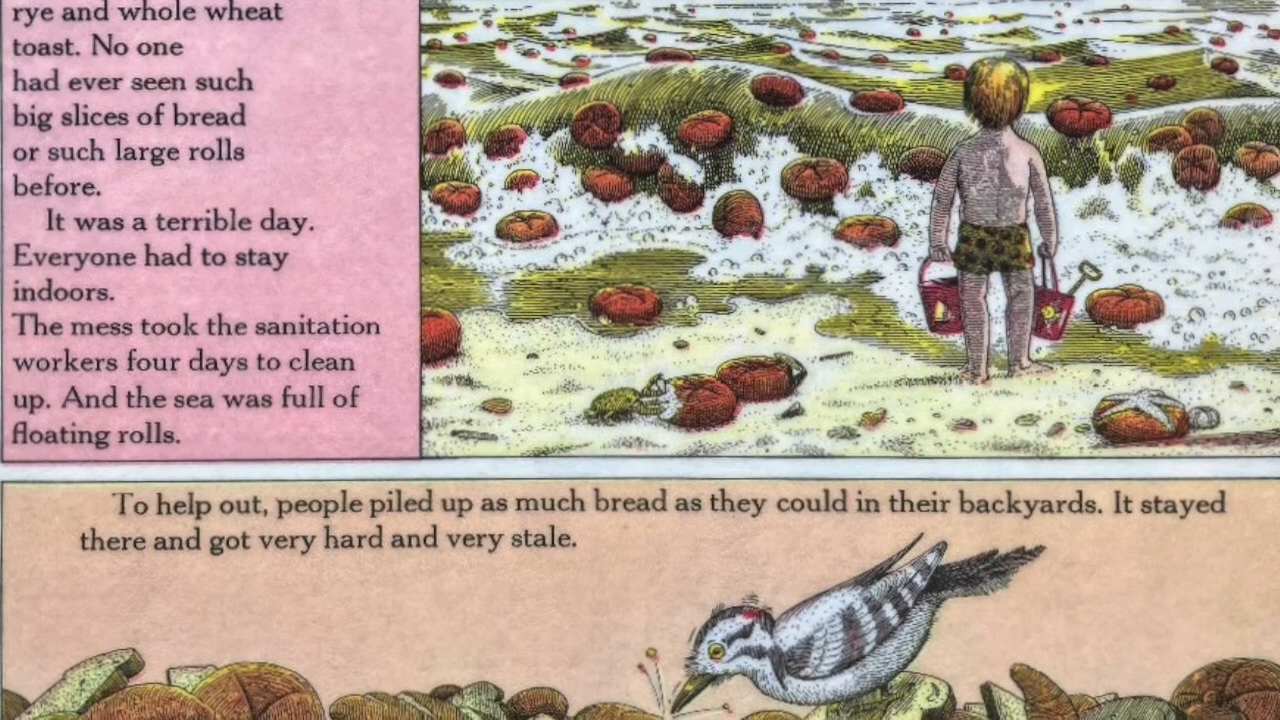 rye and whole wheat
toast. No one
had ever seen such
big slices of bread
or such large rolls
before.
It was a terrible day.
Everyone had to stay
indoors.
The mess took the sanitation
workers four days to clean
up. And the sea was full of
floating rolls.
To help out, people piled up as much bread as they could in their backyards. It stayed
there and got very hard and very stale.